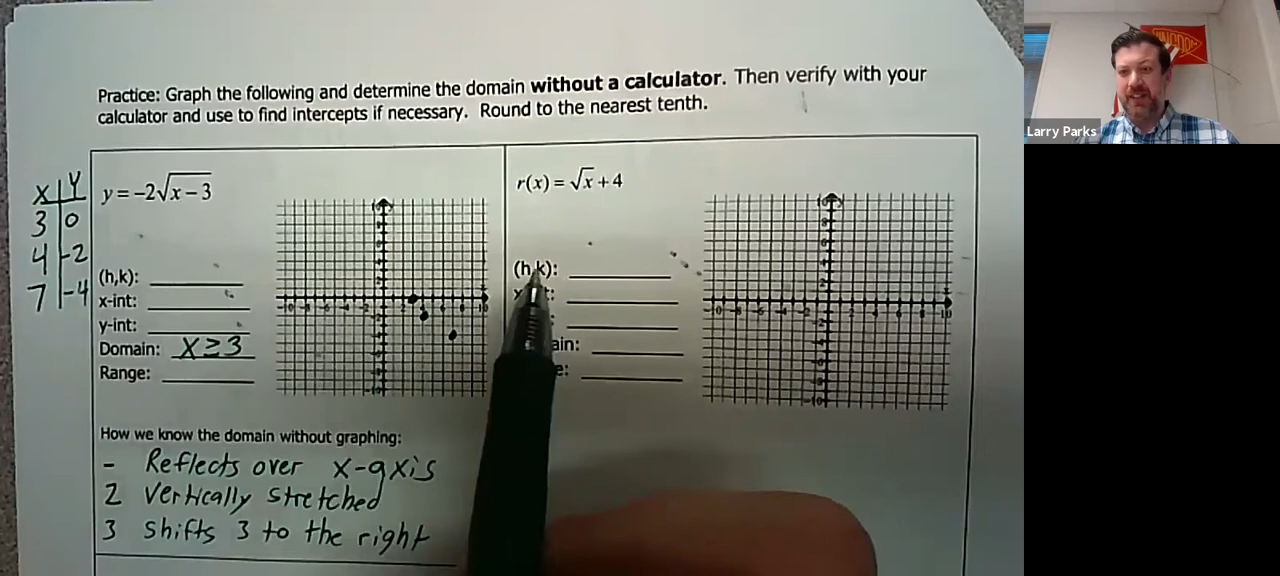 Practice: Graph the following and determine the domain without a calculator. Then verify with your
calculator and use to find intercepts if necessary. Round to the nearest tenth.
X | Y
3 | 0
4 | -2
7 | -4
y = -2√x - 3
(h,k):
x-int:
y-int:
Domain: X ≥ 3
Range:
How we know the domain without graphing:
- Reflects over x-axis
2 Vertically stretched
3 shifts 3 to the right
r(x) = √x + 4
(h,k):
KINGDOM
Larry Parks